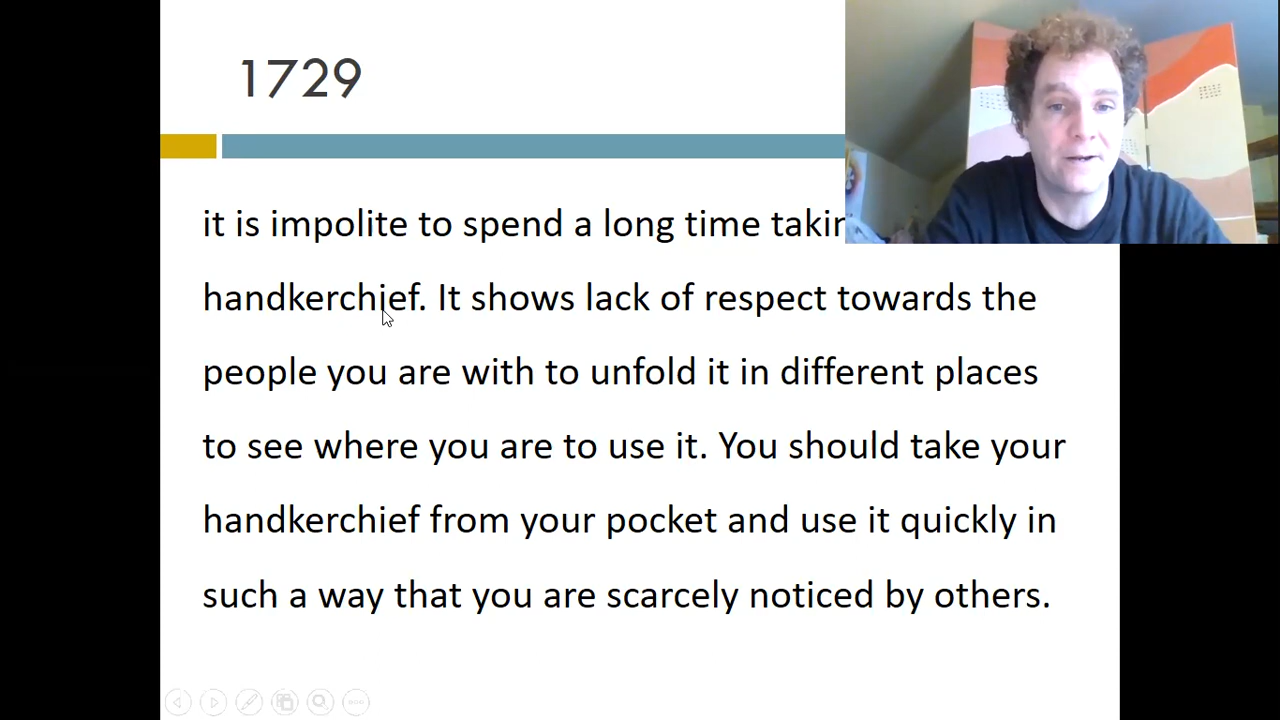 1729
it is impolite to spend a long time
handkerchief. It shows lack of respect towards the
people you are with to unfold it in different places
to see where you are to use it. You should take your
handkerchief from your pocket and use it quickly in
such a way that you are scarcely noticed by others.